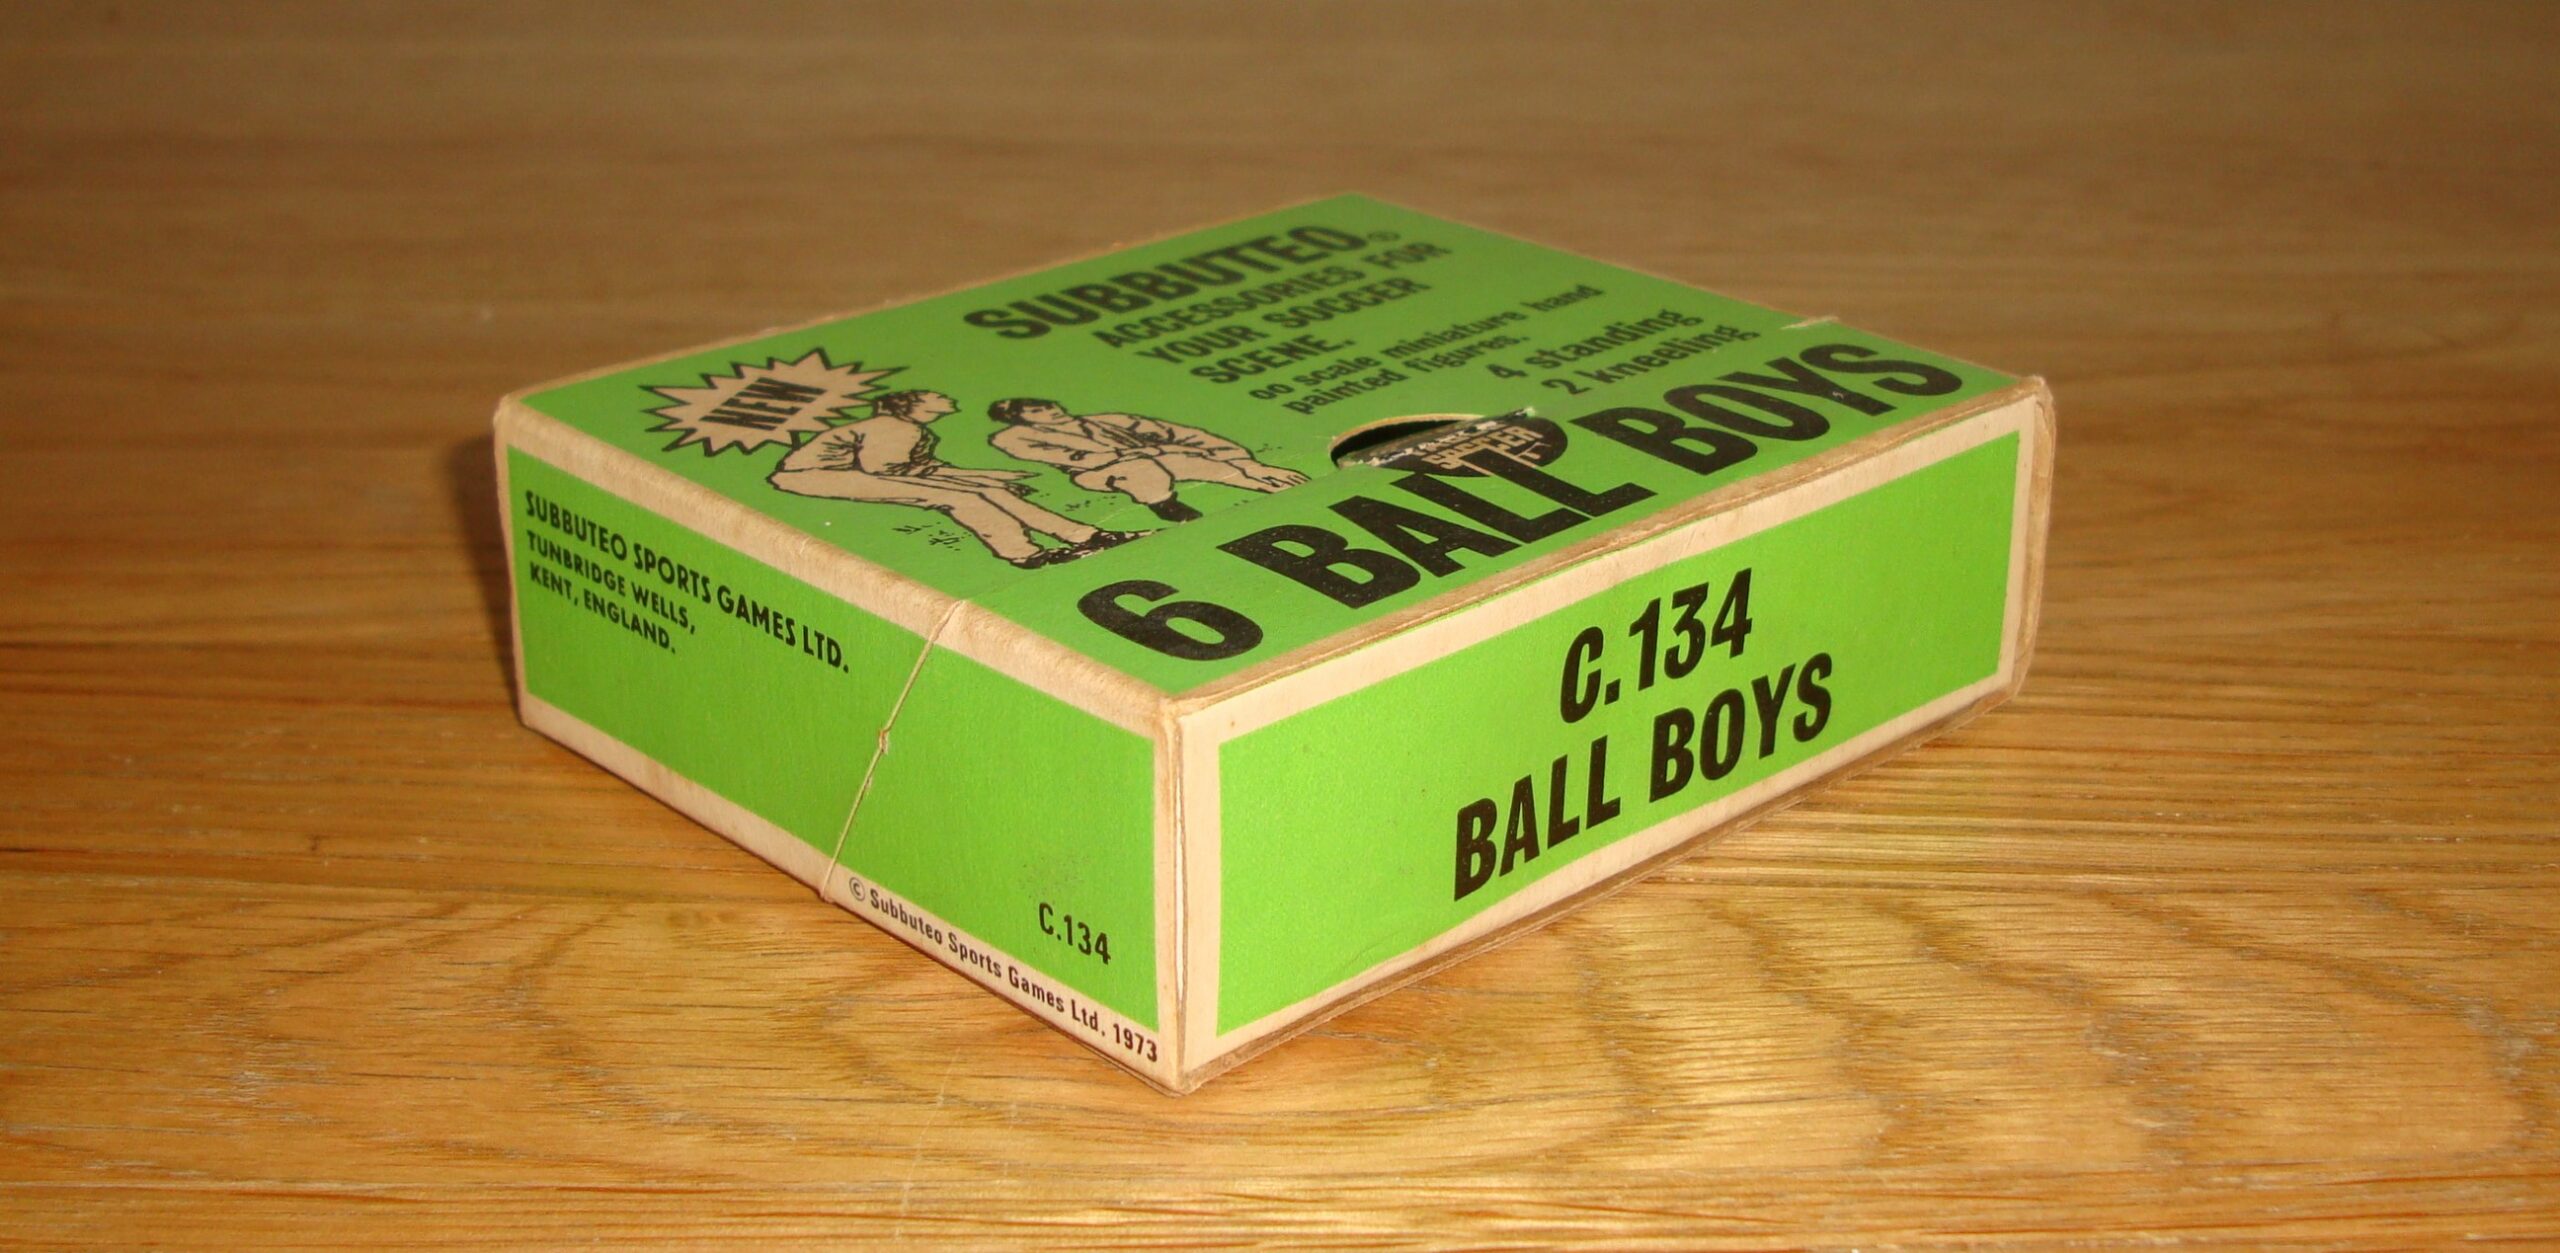 NEW
SUBBUTEO®
ACCESSORIES FOR
YOUR SOCCER
SCENE.
00 scale miniature hand
painted figures.
4 standing
2 kneeling
6 BALL BOYS
SUBBUTEO SPORTS GAMES LTD.
TUNBRIDGE WELLS,
KENT, ENGLAND.
C.134
© Subbuteo Sports Games Ltd. 1973
C.134
BALL BOYS